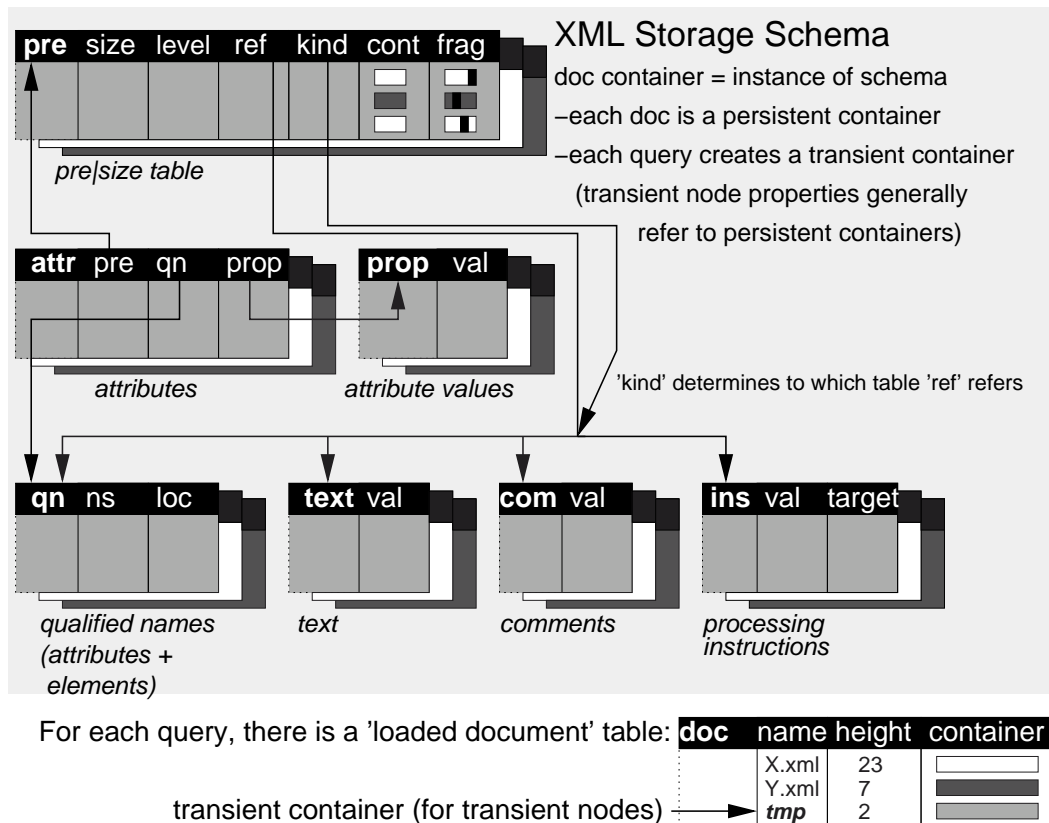 XML Storage Schema
pre size level ref kind cont frag
doc container = instance of schema
−each doc is a persistent container
−each query creates a transient container
(transient node properties generally
refer to persistent containers)
pre|size table
attr pre qn prop
prop val
attributes
attribute values
'kind' determines to which table 'ref' refers
qn ns loc
text val
com val
ins val target
qualified names
(attributes +
elements)
text
comments
processing
instructions
For each query, there is a 'loaded document' table:
doc name height container
X.xml 23
Y.xml 7
transient container (for transient nodes)
tmp 2